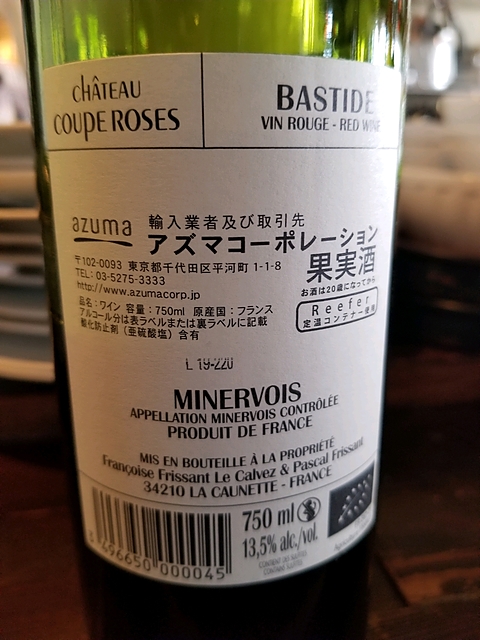 CHÂTEAU
COUPE ROSES
BASTIDE
VIN ROUGE - RED WINE
azuma
輸入業者及び取引先
アズマコーポレーション
〒102-0093 東京都千代田区平河町 1-1-8
TEL: 03-5275-3333
http://www.azumacorp.jp
果実酒
お酒は20歳になってから
品名:ワイン 容量:750ml 原産国:フランス
アルコール分は表ラベルまたは裏ラベルに記載
酸化防止剤(亜硫酸塩)含有
Reefer
定温コンテナー使用
L 19-220
MINERVOIS
APPELLATION MINERVOIS CONTRÔLÉE
PRODUIT DE FRANCE
MIS EN BOUTEILLE À LA PROPRIÉTÉ
Françoise Frissant Le Calvez & Pascal Frissant
34210 LA CAUNETTE - FRANCE
750 ml
13,5% alc./vol.
CONTIENT DES SULFITES
CONTAINS SULFITES
496650 000045